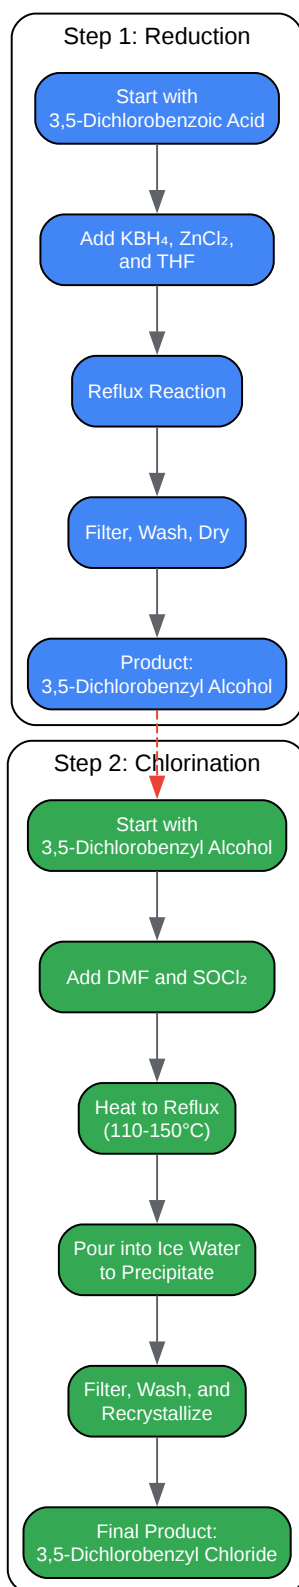 Step 1: Reduction
Start with
3,5-Dichlorobenzoic Acid
Add KBH₄, ZnCl₂,
and THF
Reflux Reaction
Filter, Wash, Dry
Product:
3,5-Dichlorobenzyl Alcohol
Step 2: Chlorination
Start with
3,5-Dichlorobenzyl Alcohol
Add DMF and SOCl₂
Heat to Reflux
(110-150°C)
Pour into Ice Water
to Precipitate
Filter, Wash, and
Recrystallize
Final Product:
3,5-Dichlorobenzyl Chloride